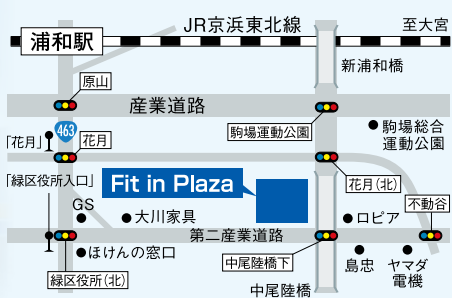 JR京浜東北線
至大宮
浦和駅
新浦和橋
原山
産業道路
463
駒場運動公園
駒場総合
運動公園
「花月」
花月
「緑区役所入口」
Fit in Plaza
花月(北)
不動谷
GS
大川家具
ロピア
第二産業道路
ほけんの窓口
中尾陸橋下
島忠
ヤマダ
電機
緑区役所(北)
中尾陸橋